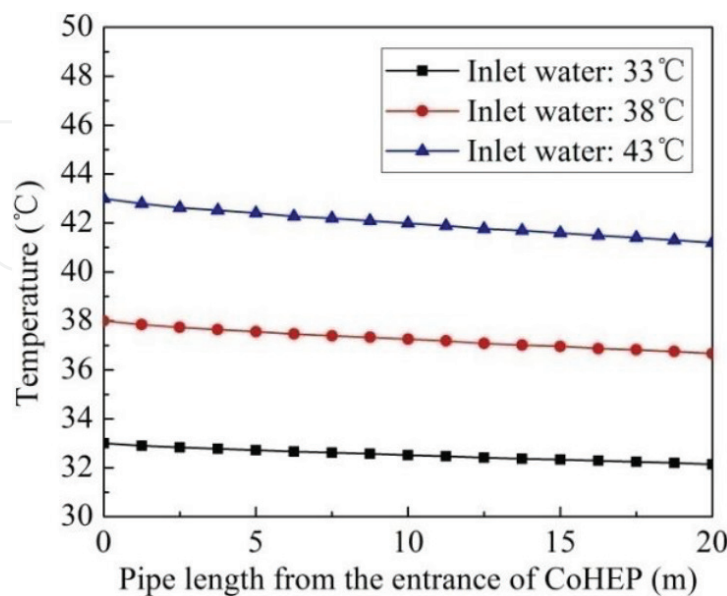 50
48
46
44
42
40
38
36
34
32
30
Temperature (℃)
Inlet water: 33℃
Inlet water: 38℃
Inlet water: 43℃
0 5 10 15 20
Pipe length from the entrance of CoHEP (m)